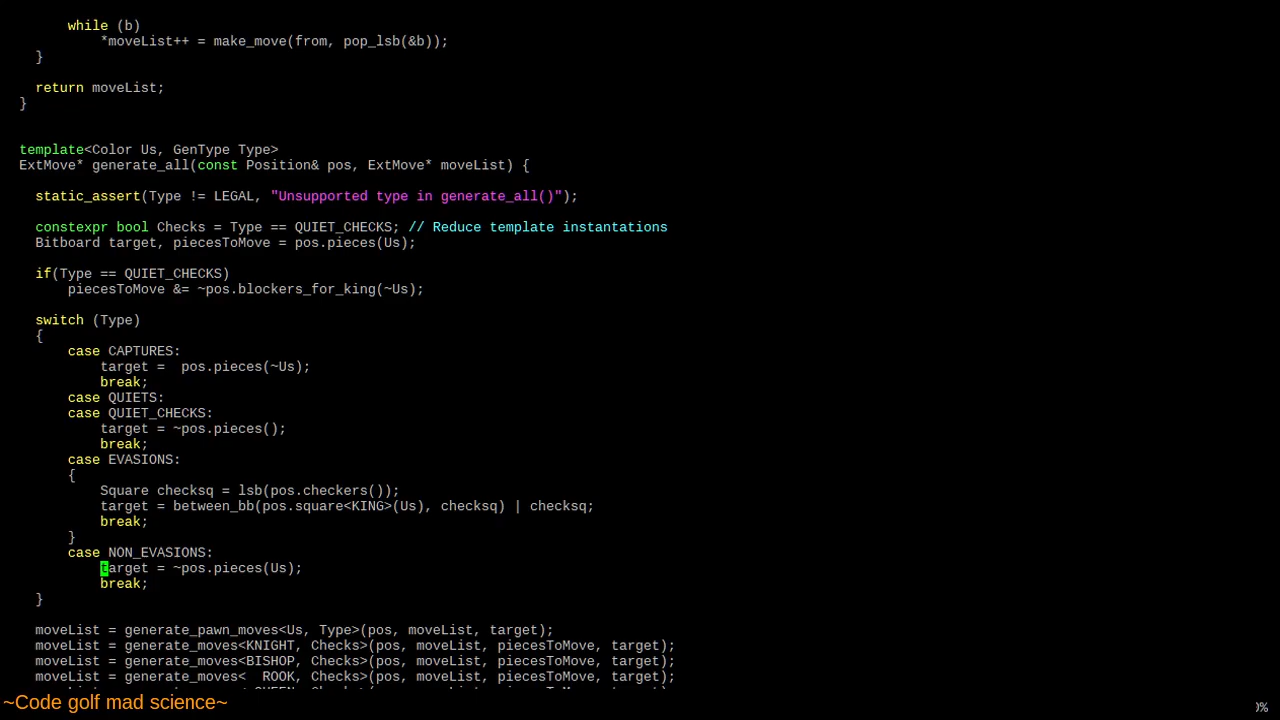 while (b)
*moveList++ = make_move(from, pop_lsb(&b));
}
return moveList;
}
template<Color Us, GenType Type>
ExtMove* generate_all(const Position& pos, ExtMove* moveList) {
static_assert(Type != LEGAL, "Unsupported type in generate_all()");
constexpr bool Checks = Type == QUIET_CHECKS; // Reduce template instantations
Bitboard target, piecesToMove = pos.pieces(Us);
if(Type == QUIET_CHECKS)
piecesToMove &= ~pos.blockers_for_king(~Us);
switch (Type)
{
case CAPTURES:
target =  pos.pieces(~Us);
break;
case QUIETS:
case QUIET_CHECKS:
target = ~pos.pieces();
break;
case EVASIONS:
{
Square checksq = lsb(pos.checkers());
target = between_bb(pos.square<KING>(Us), checksq) | checksq;
break;
}
case NON_EVASIONS:
target = ~pos.pieces(Us);
break;
}
moveList = generate_pawn_moves<Us, Type>(pos, moveList, target);
moveList = generate_moves<KNIGHT, Checks>(pos, moveList, piecesToMove, target);
moveList = generate_moves<BISHOP, Checks>(pos, moveList, piecesToMove, target);
moveList = generate_moves<  ROOK, Checks>(pos, moveList, piecesToMove, target);
~Code golf mad science~